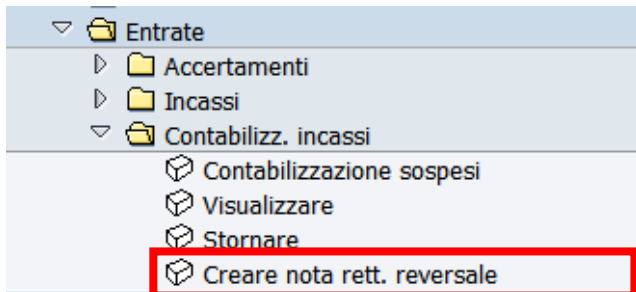 Entrate
Accertamenti
Incassi
Contabilizz. incassi
Contabilizzazione sospesi
Visualizzare
Stornare
Creare nota rett. reversale